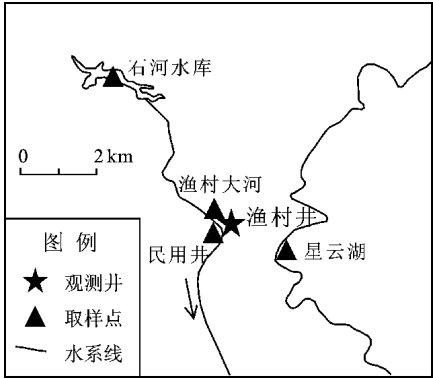 石河水库
0 2 km
渔村大河
渔村井
民用井
星云湖
图 例
观测井
取样点
水系线